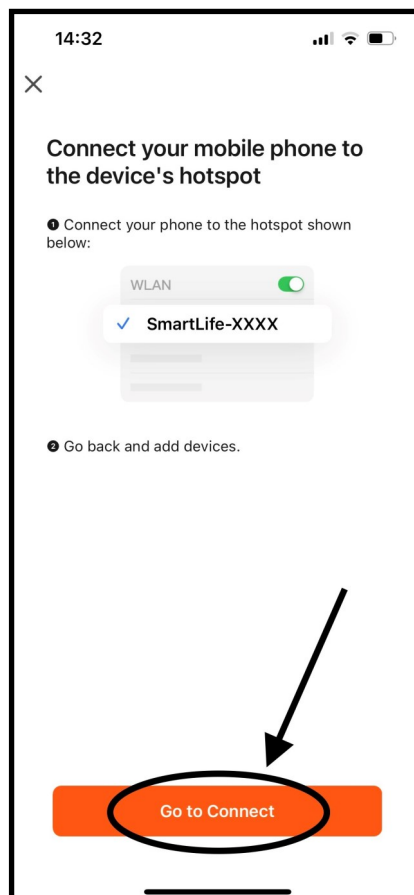 14:32
Connect your mobile phone to
the device's hotspot
❶ Connect your phone to the hotspot shown
below:
WLAN
SmartLife-XXXX
❷ Go back and add devices.
Go to Connect